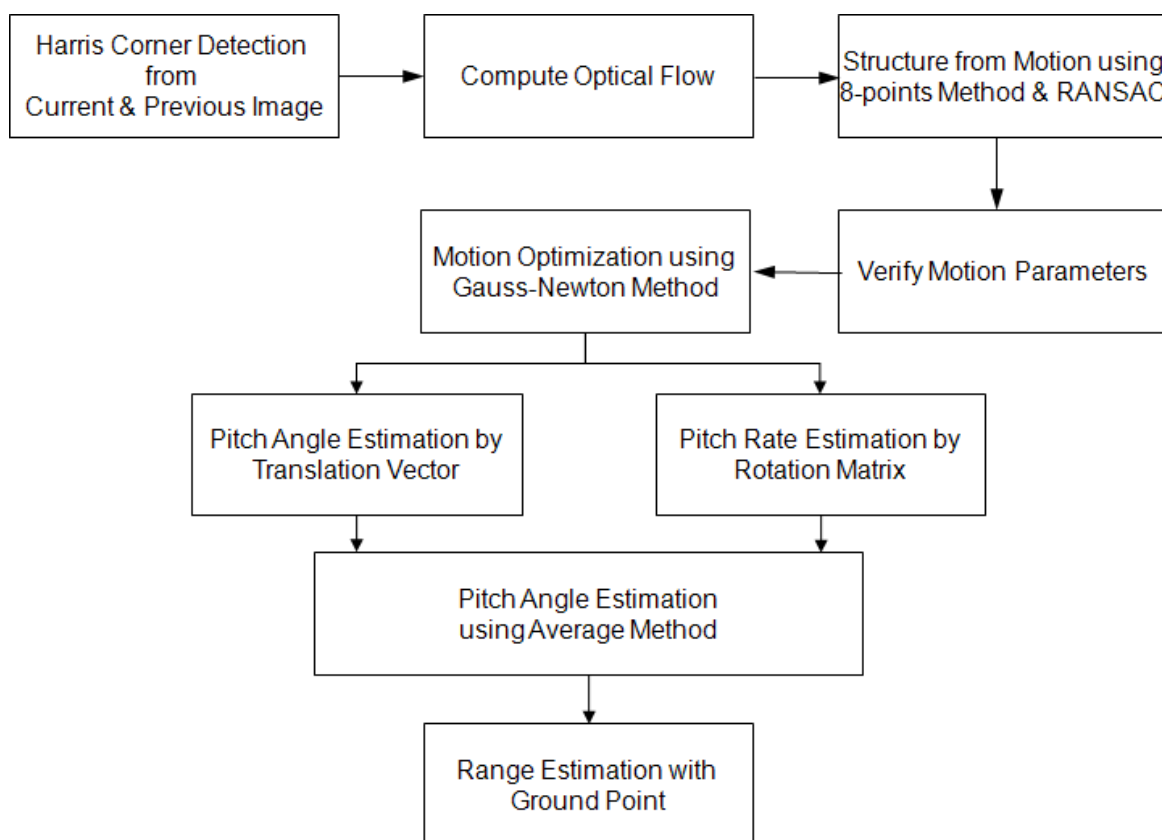 Harris Corner Detection
from
Current & Previous Image
Compute Optical Flow
Structure from Motion using
8-points Method & RANSAC
Verify Motion Parameters
Motion Optimization using
Gauss-Newton Method
Pitch Angle Estimation by
Translation Vector
Pitch Rate Estimation by
Rotation Matrix
Pitch Angle Estimation
using Average Method
Range Estimation with
Ground Point